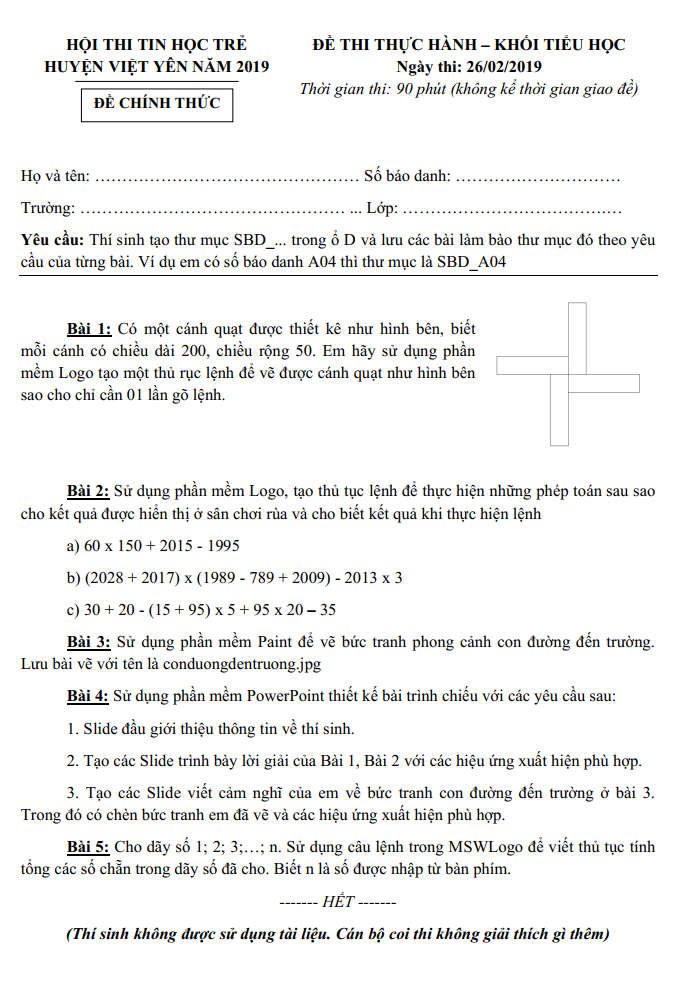 HỘI THI TIN HỌC TRẺ
HUYỆN VIỆT YÊN NĂM 2019
ĐỀ CHÍNH THỨC
ĐỀ THI THỰC HÀNH – KHỐI TIỂU HỌC
Ngày thi: 26/02/2019
Thời gian thi: 90 phút (không kể thời gian giao đề)
Họ và tên: ………………………………………… Số báo danh: …………………………
Trường: ………………………………………… ... Lớp: ……………………………….…
Yêu cầu: Thí sinh tạo thư mục SBD_... trong ổ D và lưu các bài làm bào thư mục đó theo yêu
cầu của từng bài. Ví dụ em có số báo danh A04 thì thư mục là SBD_A04
Bài 1: Có một cánh quạt được thiết kê như hình bên, biết
mỗi cánh có chiều dài 200, chiều rộng 50. Em hãy sử dụng phần
mềm Logo tạo một thủ rục lệnh để vẽ được cánh quạt như hình bên
sao cho chỉ cần 01 lần gõ lệnh.
Bài 2: Sử dụng phần mềm Logo, tạo thủ tục lệnh để thực hiện những phép toán sau sao
cho kết quả được hiển thị ở sân chơi rùa và cho biết kết quả khi thực hiện lệnh
a) 60 x 150 + 2015 - 1995
b) (2028 + 2017) x (1989 - 789 + 2009) - 2013 x 3
c) 30 + 20 - (15 + 95) x 5 + 95 x 20 – 35
Bài 3: Sử dụng phần mềm Paint để vẽ bức tranh phong cảnh con đường đến trường.
Lưu bài vẽ với tên là conduongdentruong.jpg
Bài 4: Sử dụng phần mềm PowerPoint thiết kế bài trình chiếu với các yêu cầu sau:
1. Slide đầu giới thiệu thông tin về thí sinh.
2. Tạo các Slide trình bày lời giải của Bài 1, Bài 2 với các hiệu ứng xuất hiện phù hợp.
3. Tạo các Slide viết cảm nghĩ của em về bức tranh con đường đến trường ở bài 3.
Trong đó có chèn bức tranh em đã vẽ và các hiệu ứng xuất hiện phù hợp.
Bài 5: Cho dãy số 1; 2; 3;…; n. Sử dụng câu lệnh trong MSWLogo để viết thủ tục tính
tổng các số chẵn trong dãy số đã cho. Biết n là số được nhập từ bàn phím.
------- HẾT -------
(Thí sinh không được sử dụng tài liệu. Cán bộ coi thi không giải thích gì thêm)